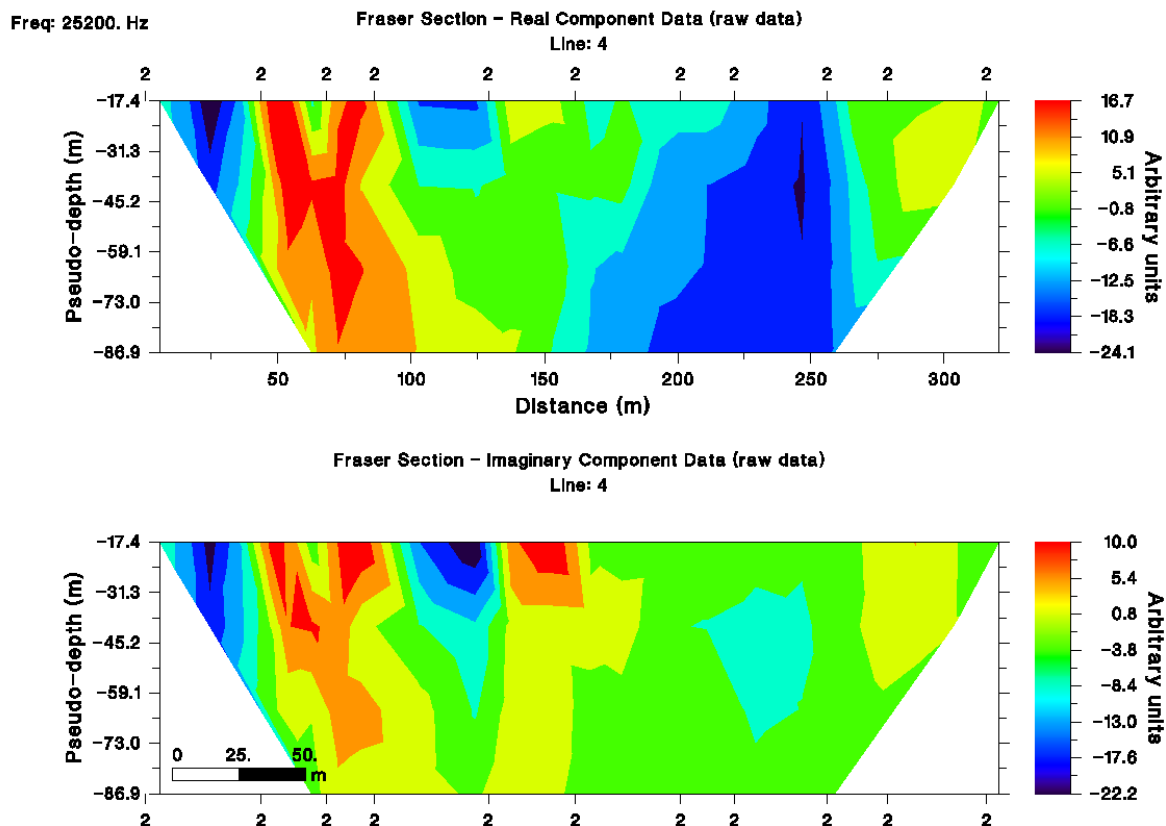 Freq: 25200. Hz
Fraser Section - Real Component Data (raw data)
Line: 4
2 2 2 2 2 2 2 2 2 2 2
-17.4
-31.3
-45.2
-59.1
-73.0
-86.9
Pseudo-depth (m)
50 100 150 200 250 300
Distance (m)
16.7
10.9
5.1
-0.8
-6.6
-12.5
-18.3
-24.1
Arbitrary units
Fraser Section - Imaginary Component Data (raw data)
Line: 4
-17.4
-31.3
-45.2
-59.1
-73.0
-86.9
Pseudo-depth (m)
0 25. 50.
m
2 2 2 2 2 2 2 2 2 2 2
10.0
5.4
0.8
-3.8
-8.4
-13.0
-17.6
-22.2
Arbitrary units